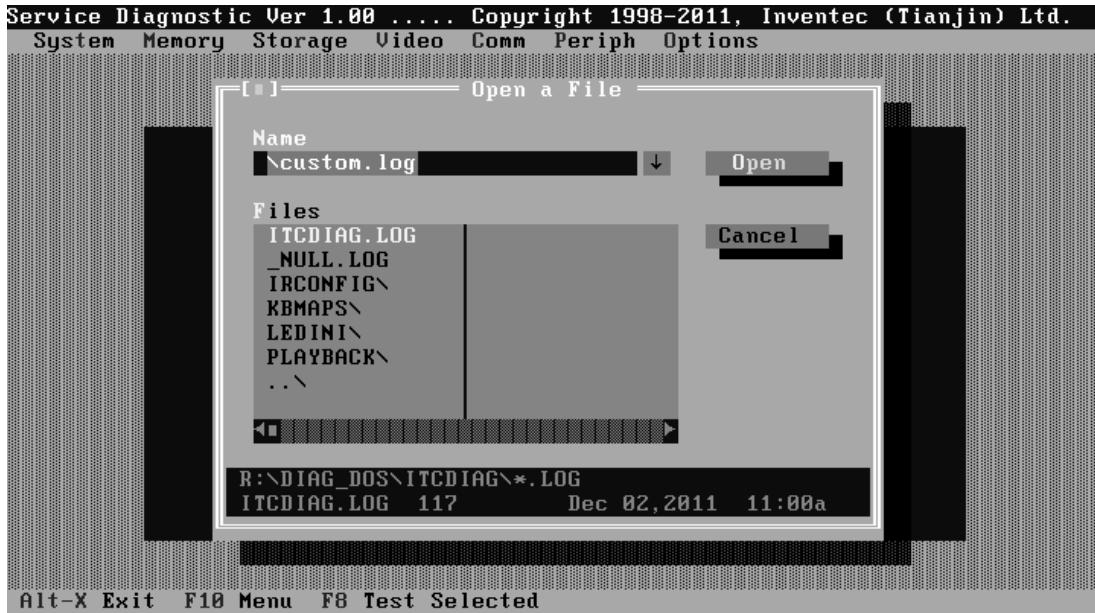 Service Diagnostic Ver 1.00 ..... Copyright 1998-2011, Inventec (Tianjin) Ltd.
System Memory Storage Video Comm Periph Options
[■] Open a File
Name
\custom.log ↓ Open
Files
ITCDIAG.LOG
Cancel
_NULL.LOG
IRCONFIG\
KBMAPS\
LEDINI\
PLAYBACK\
..\
R:\DIAG_DOS\ITCDIAG\*.LOG
ITCDIAG.LOG 117 Dec 02,2011 11:00a
Alt-X Exit F10 Menu F8 Test Selected